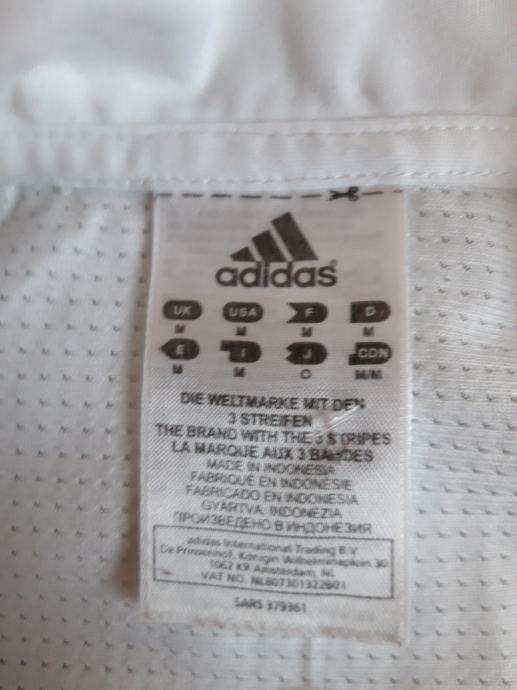 adidas
UK USA F D
M M M M
E I J CDN
M M O M/M
DIE WELTMARKE MIT DEN
3 STREIFEN
THE BRAND WITH THE 3 STRIPES
LA MARQUE AUX 3 BANDES
MADE IN INDONESIA
FABRIQUÉ EN INDONESIE
FABRICADO EN INDONESIA
GYÁRTVA: INDONÉZIA
ПРОИЗВЕДЕНО В ИНДОНЕЗИЯ
adidas International Trading B.V.
De Prinsenhof, Koningin Wilhelminaplein 30
1062 KR Amsterdam, NL
VAT NO. NL807301322B01
SARS 379361